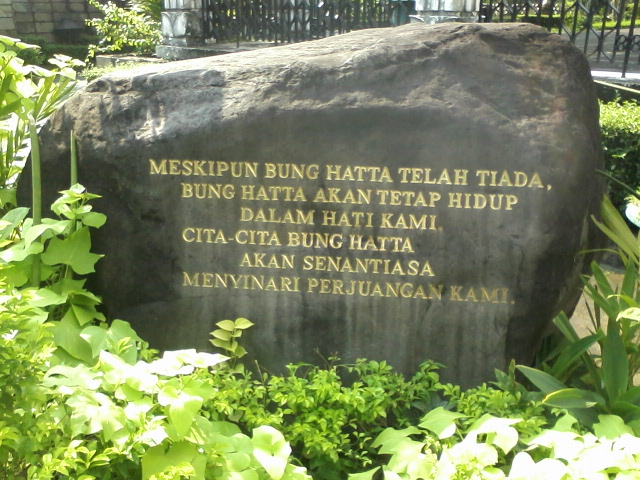 MESKIPUN BUNG HATTA TELAH TIADA,
BUNG HATTA AKAN TETAP HIDUP
DALAM HATI KAMI.
CITA-CITA BUNG HATTA
AKAN SENANTIASA
MENYINARI PERJUANGAN KAMI.